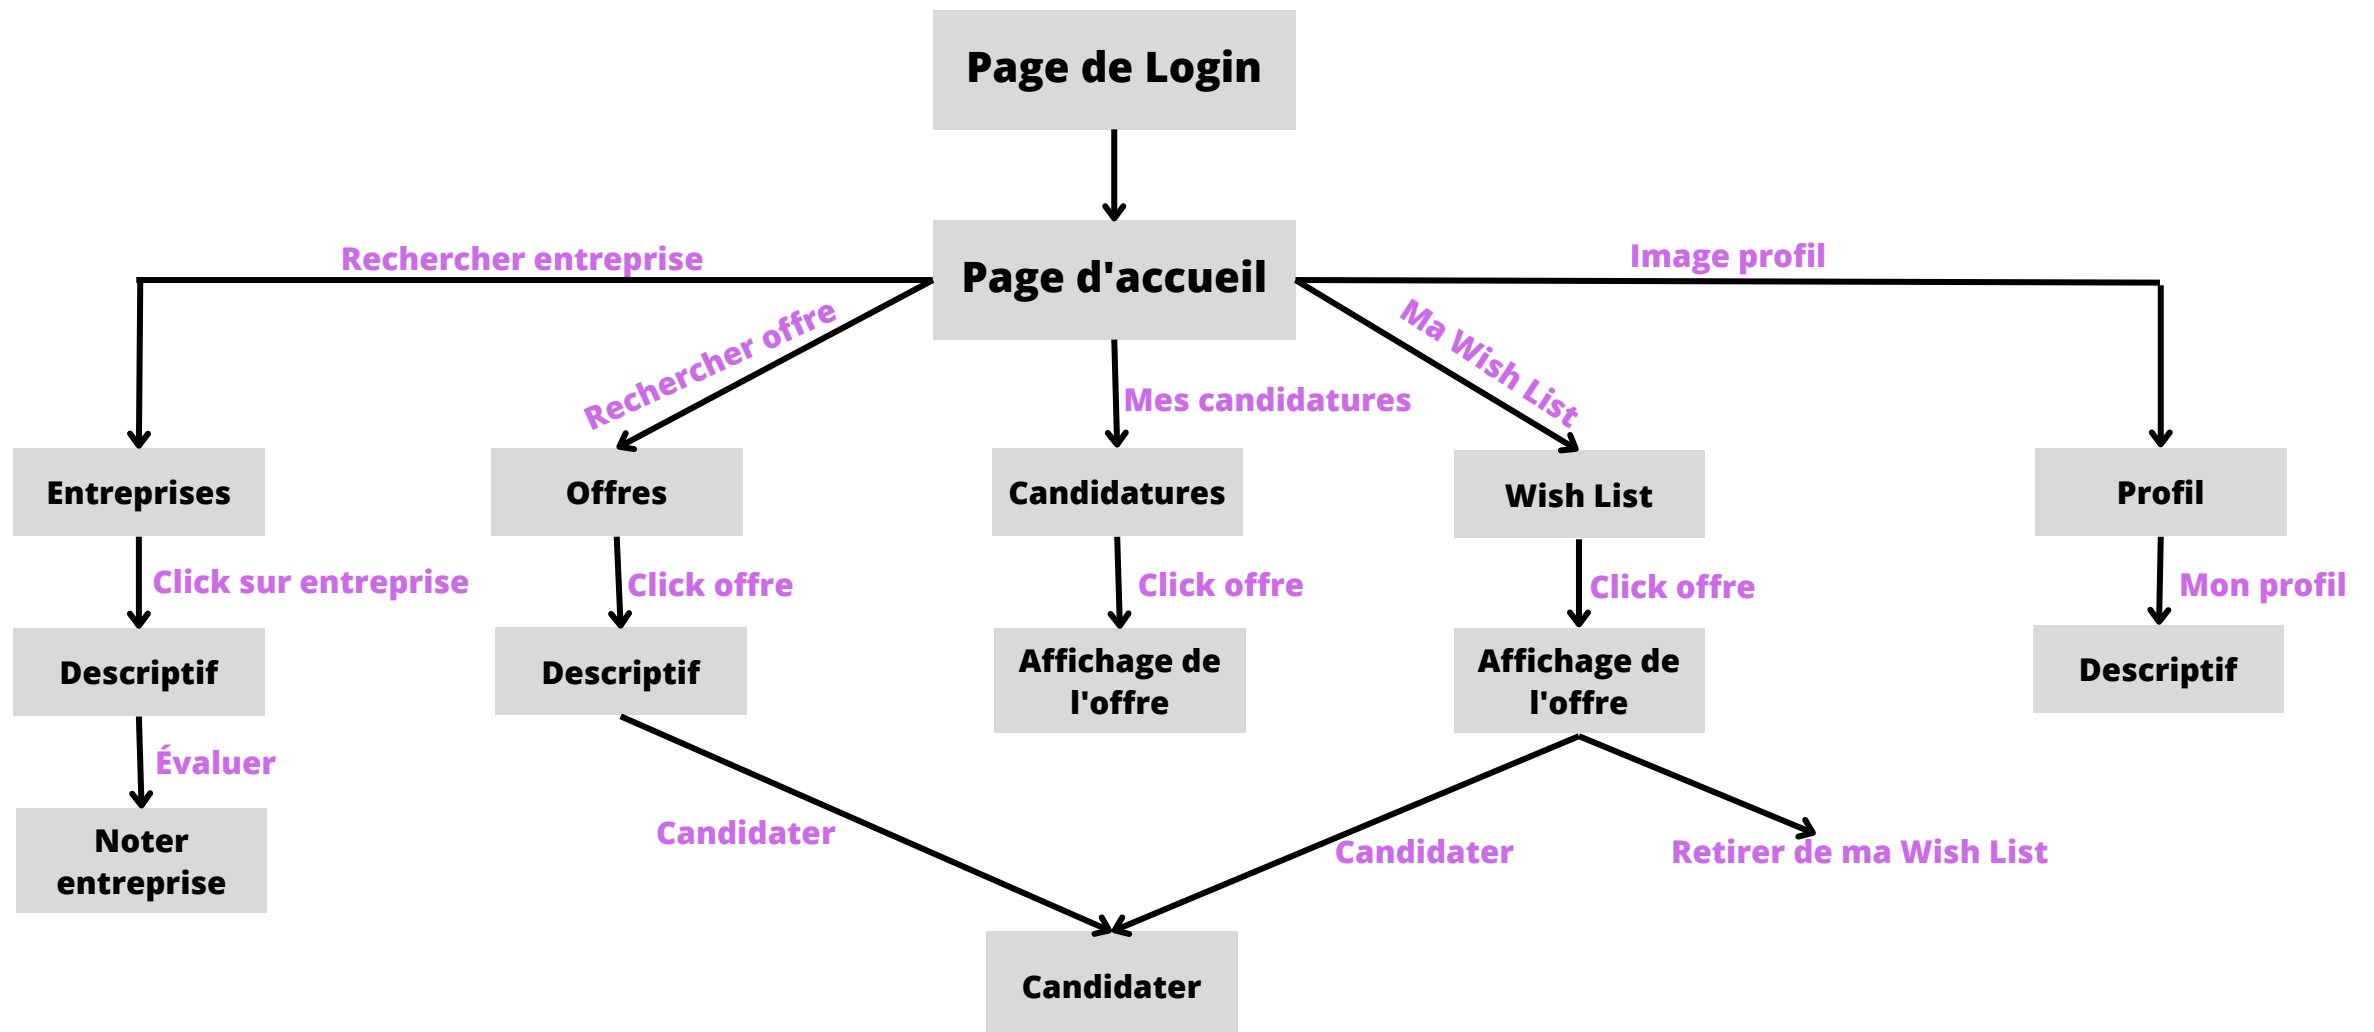 Page de Login
Page d'accueil
Rechercher entreprise
Image profil
Rechercher offre
Ma Wish List
Mes candidatures
Entreprises
Offres
Candidatures
Wish List
Profil
Click sur entreprise
Click offre
Click offre
Click offre
Mon profil
Descriptif
Descriptif
Affichage de
l'offre
Affichage de
l'offre
Descriptif
Évaluer
Noter
entreprise
Candidater
Candidater
Retirer de ma Wish List
Candidater